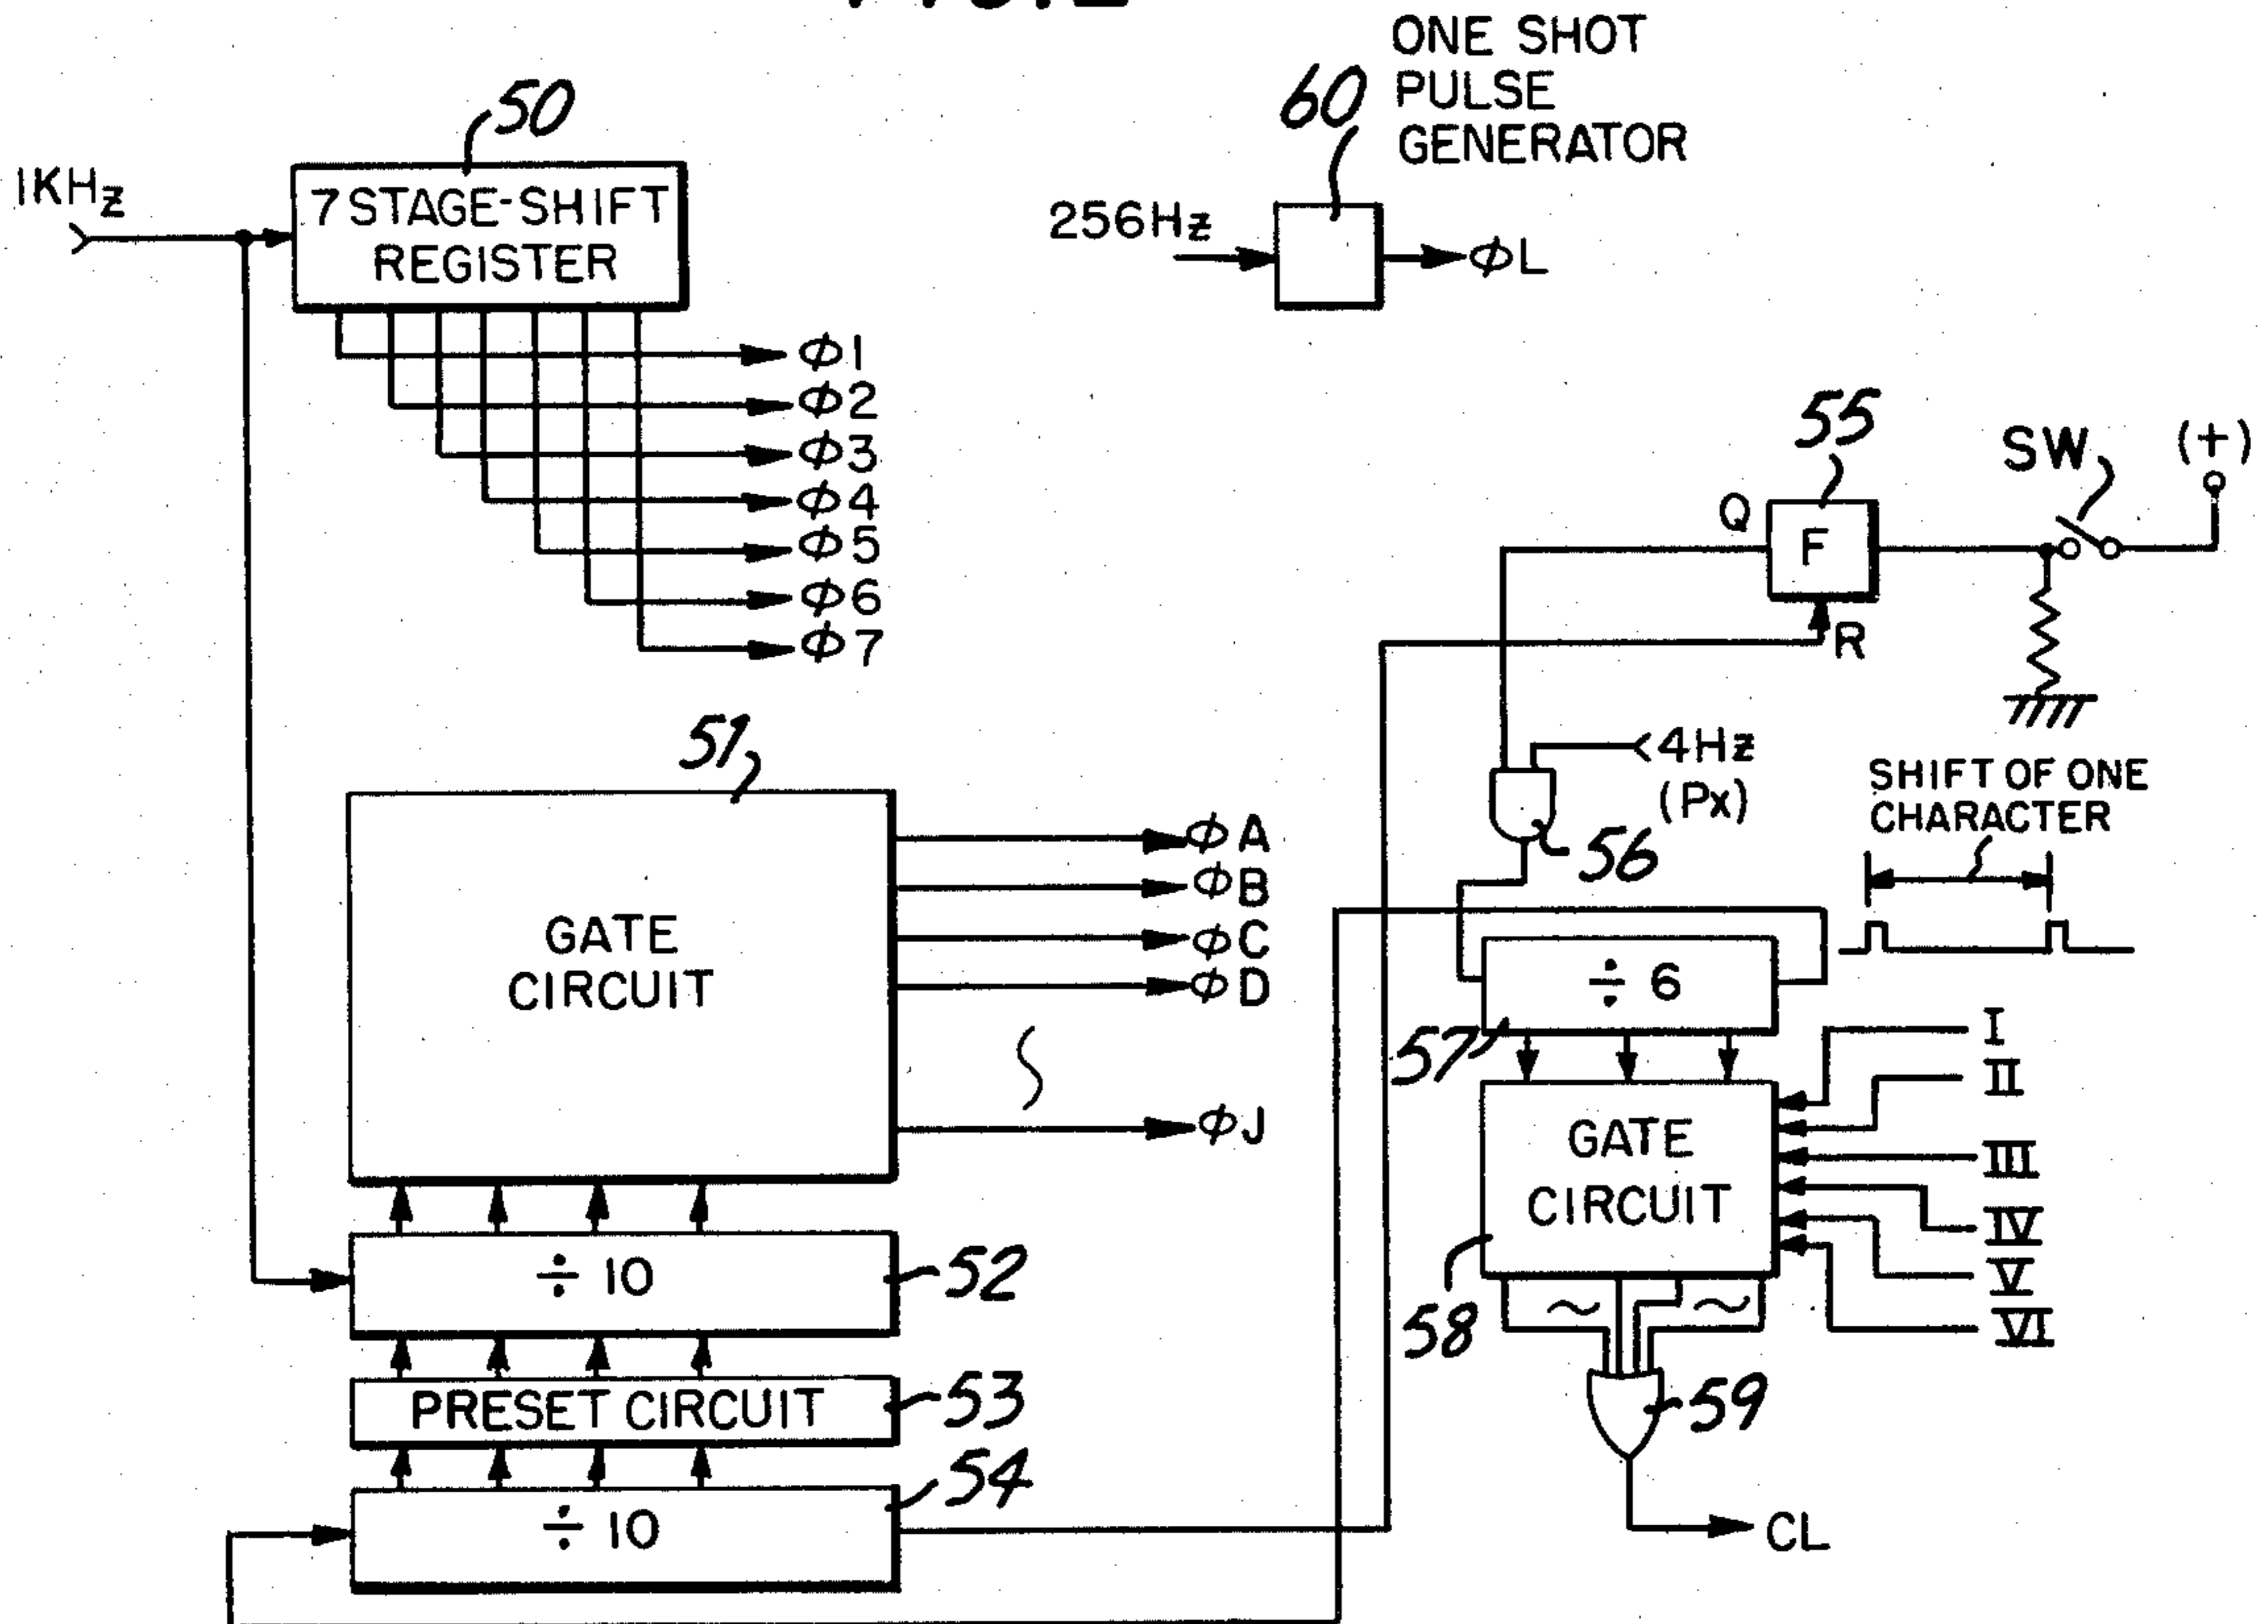 ONE SHOT
PULSE
GENERATOR
60
50
1KHz
7 STAGE-SHIFT
REGISTER
256Hz
ΦL
Φ1
Φ2
Φ3
Φ4
Φ5
Φ6
Φ7
55
SW
(+)
Q
F
R
51
4Hz
(Px)
56
SHIFT OF ONE
CHARACTER
GATE
CIRCUIT
ΦA
ΦB
ΦC
ΦD
ΦJ
÷ 6
57
I
II
III
IV
V
VI
GATE
CIRCUIT
58
÷ 10
52
PRESET CIRCUIT
53
59
÷ 10
54
CL